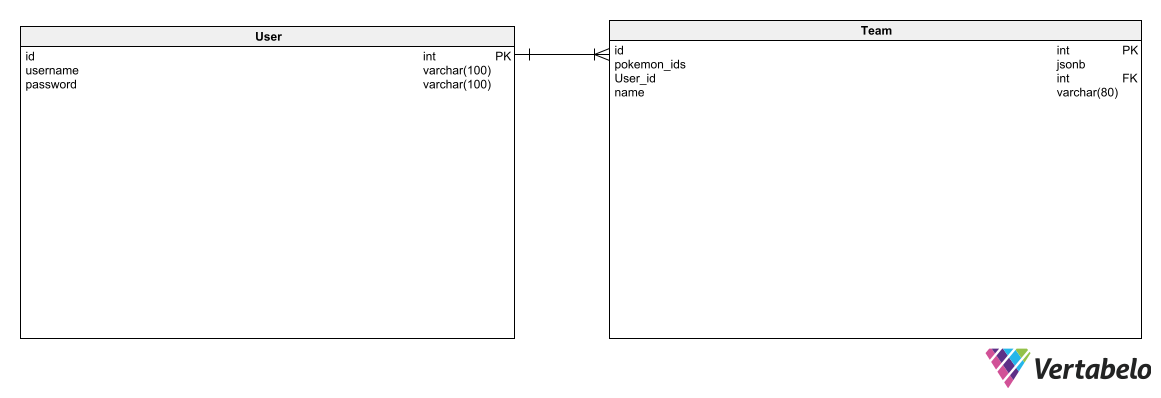 User
id int PK
username varchar(100)
password varchar(100)
Team
id int PK
pokemon_ids jsonb
User_id int FK
name varchar(80)
Vertabelo